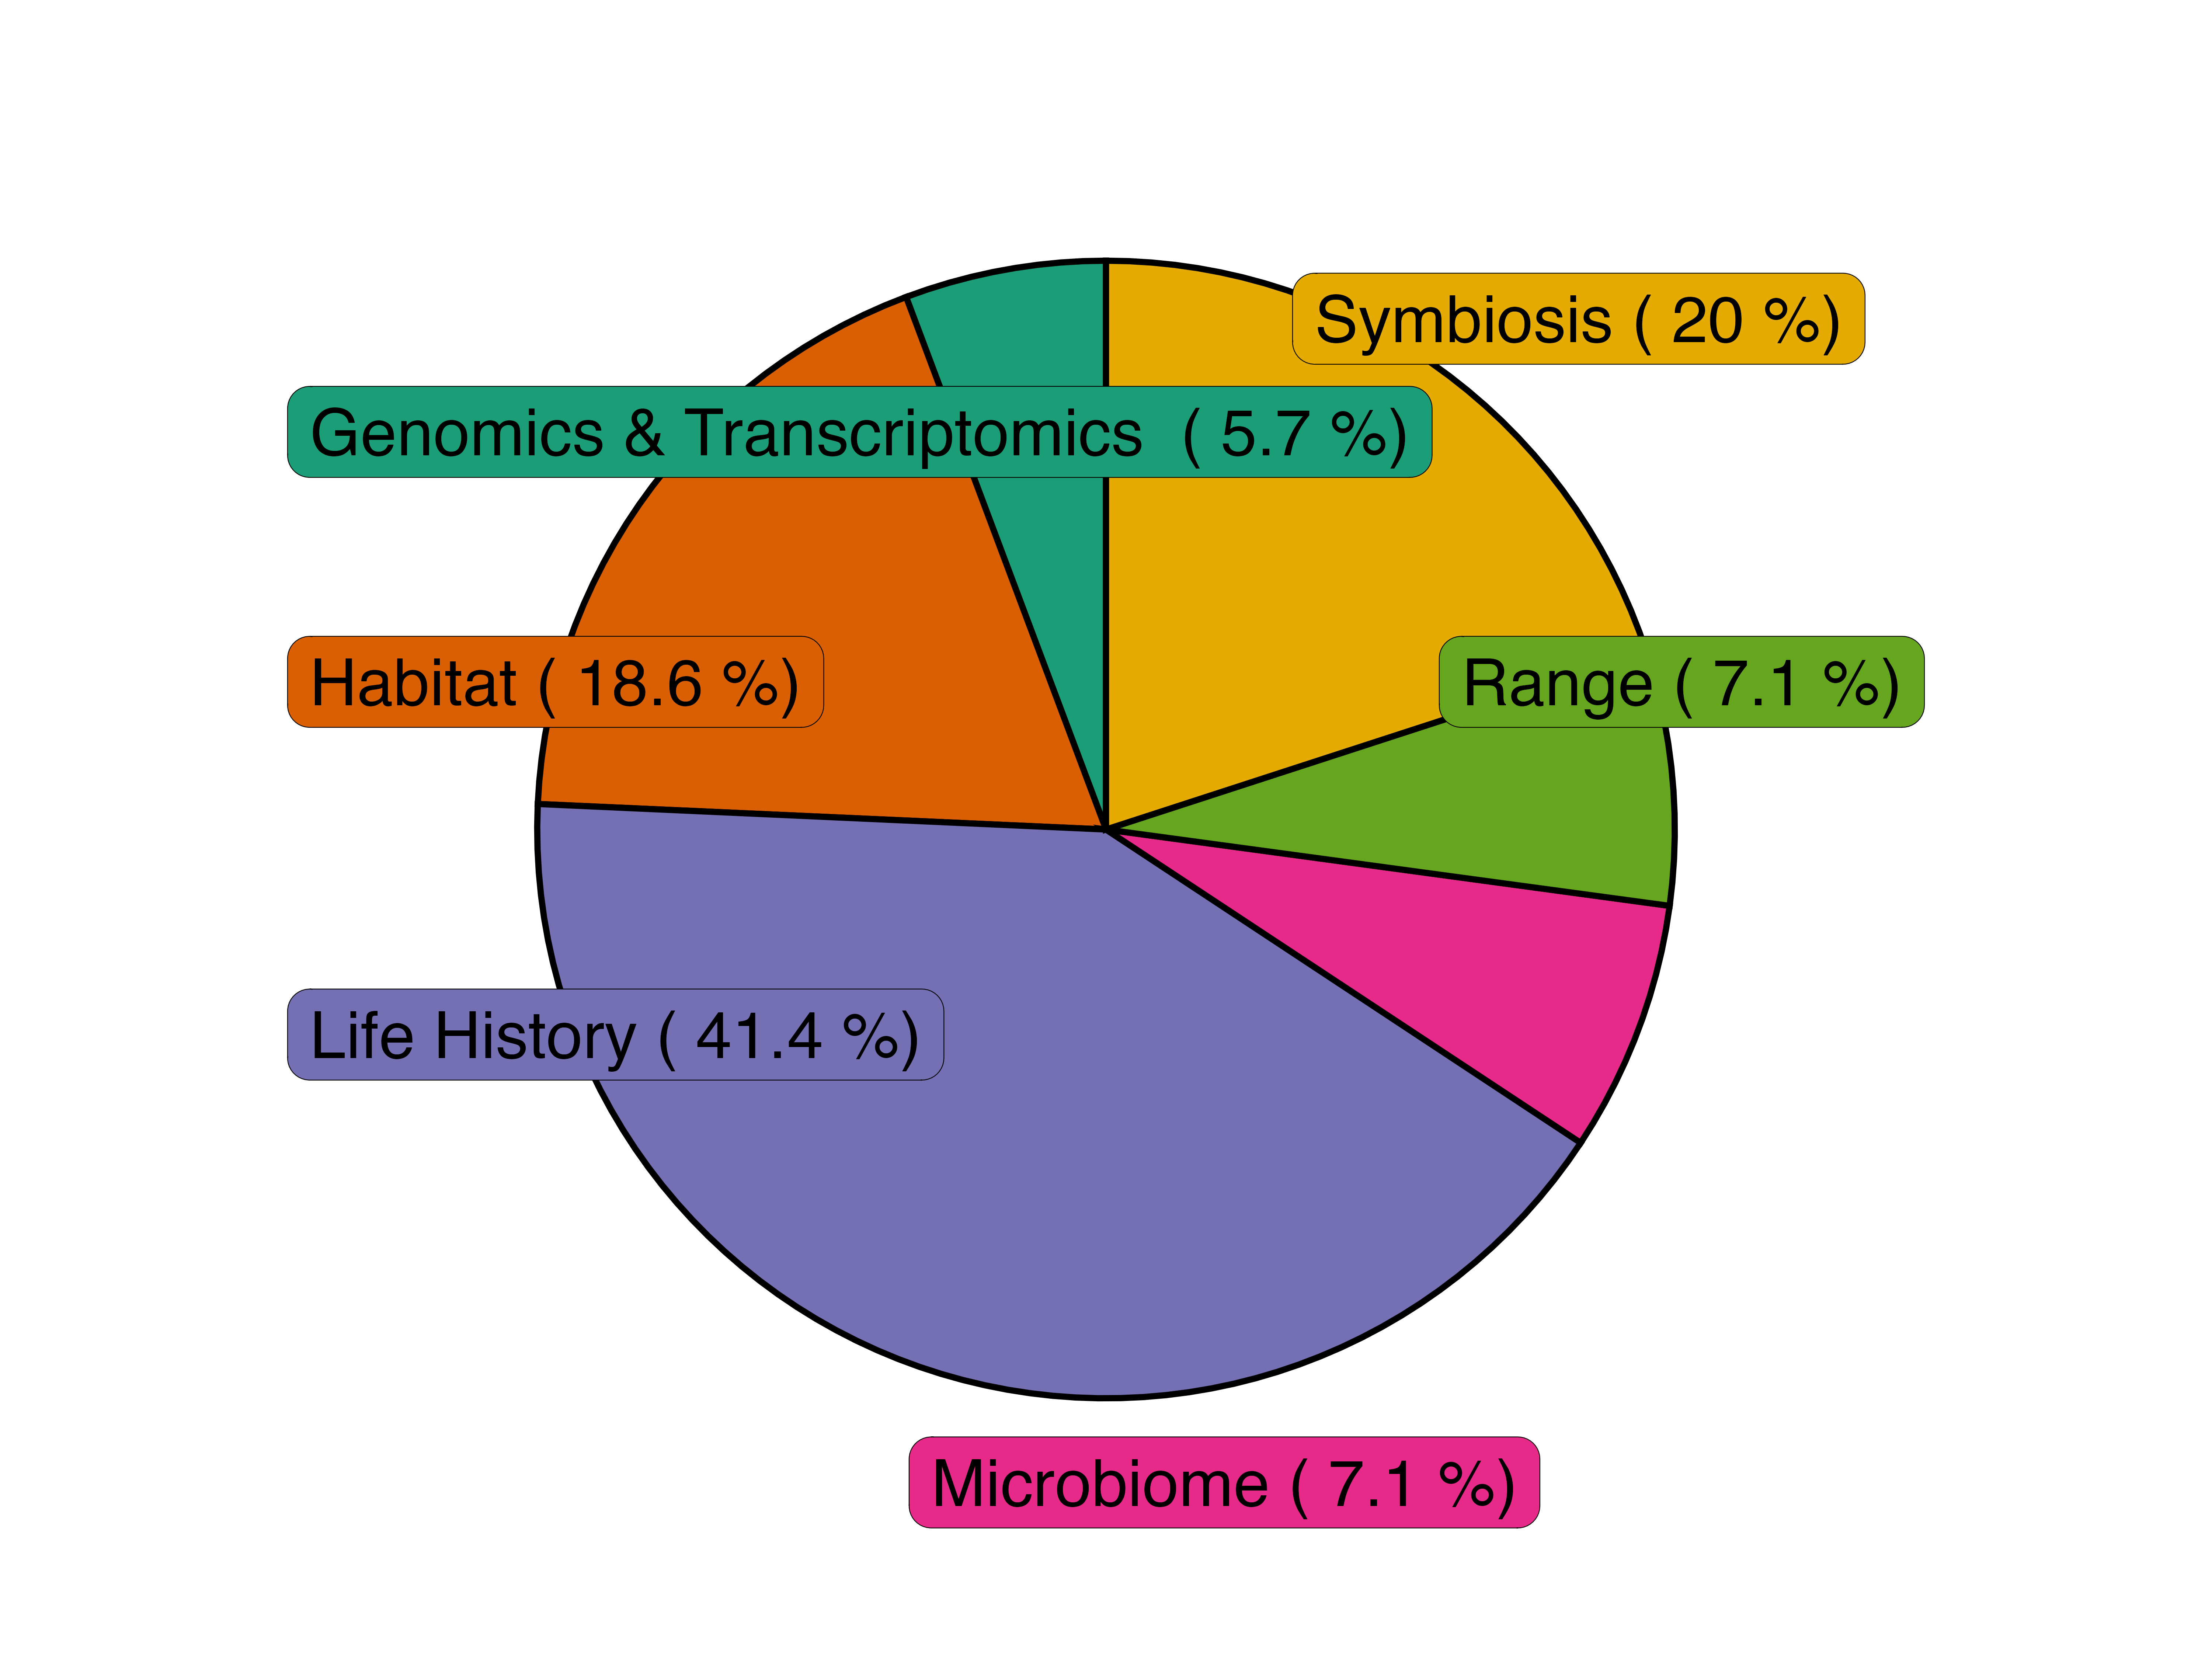 Symbiosis ( 20 %)
Genomics & Transcriptomics ( 5.7 %)
Habitat ( 18.6 %)
Range ( 7.1 %)
Life History ( 41.4 %)
Microbiome ( 7.1 %)